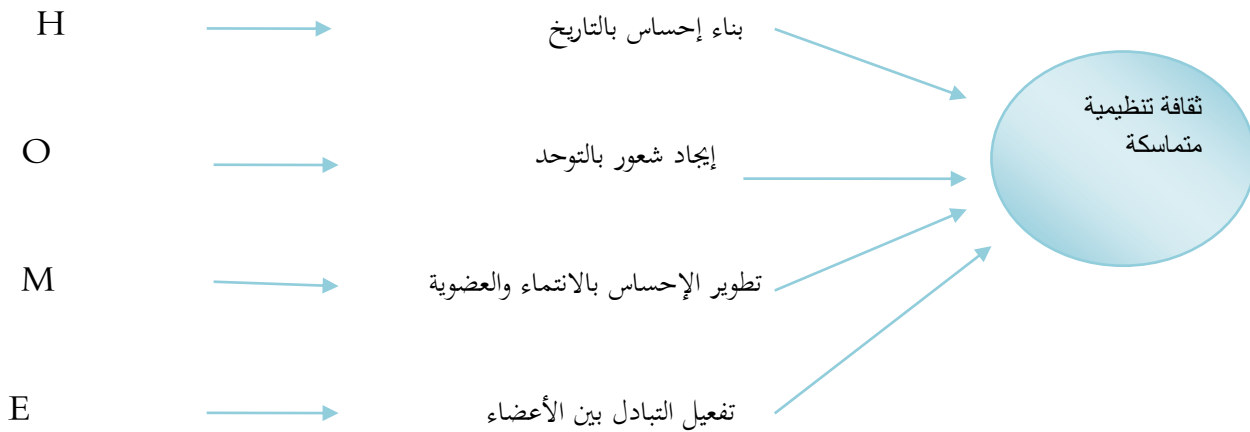 H
بناء إحساس بالتاريخ
O
إيجاد شعور بالتوحد
M
تطوير الإحساس بالانتماء والعضوية
E
تفعيل التبادل بين الأعضاء
ثقافة تنظيمية
متماسكة